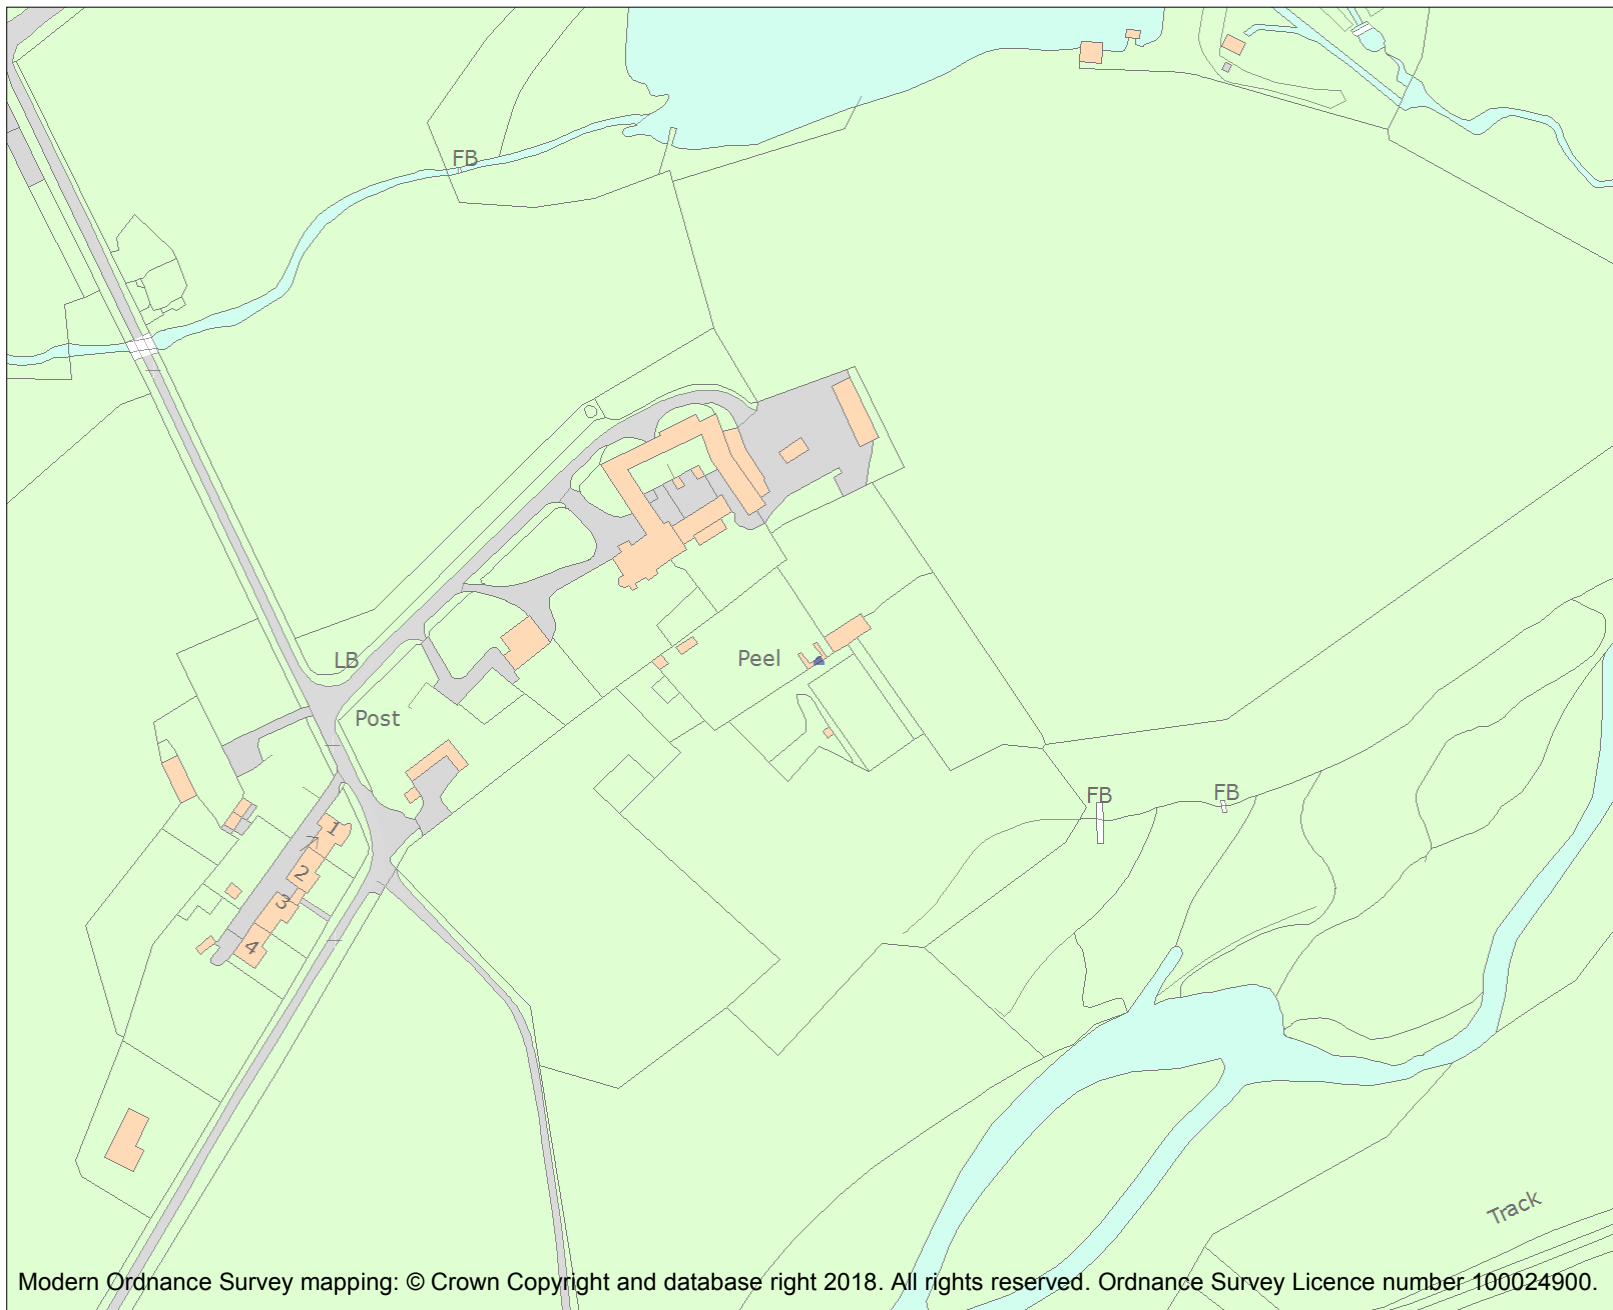 FB
LB
Peel
Post
FB
FB
1
2
3
4
Track
Modern Ordnance Survey mapping: © Crown Copyright and database right 2018. All rights reserved. Ordnance Survey Licence number 100024900.